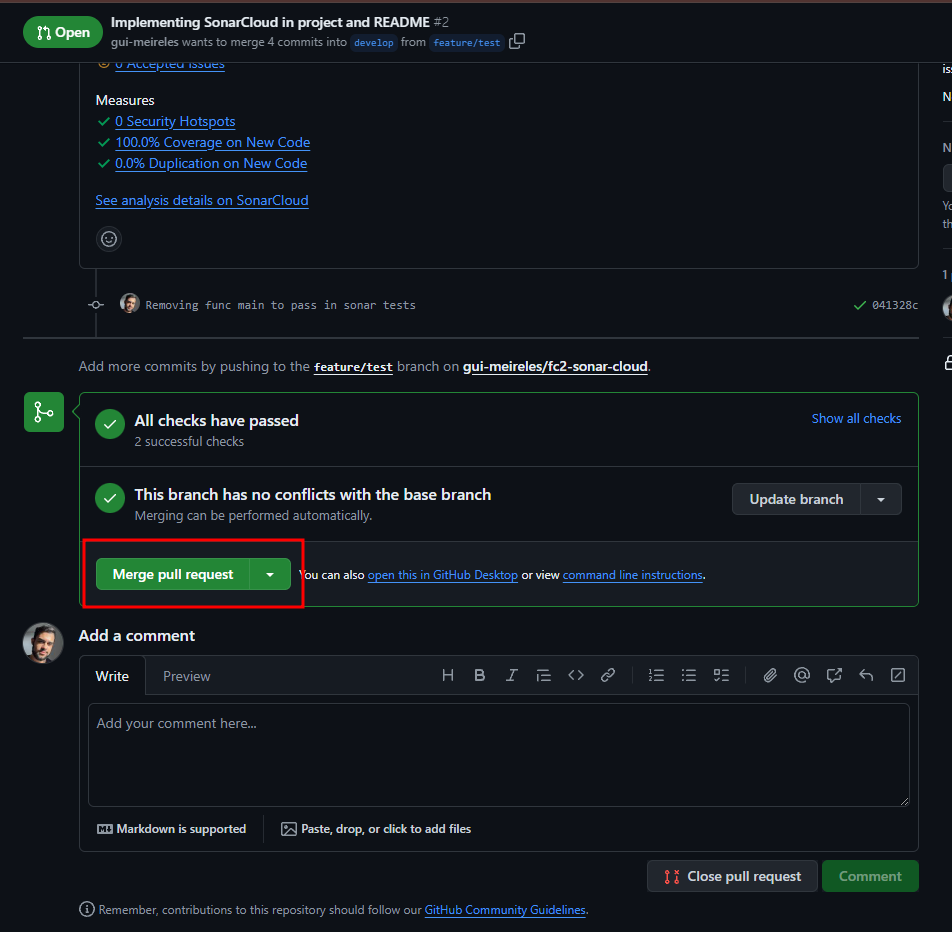 Open
Implementing SonarCloud in project and README #2
gui-meireles wants to merge 4 commits into develop from feature/test
0 Accepted Issues
Measures
0 Security Hotspots
100.0% Coverage on New Code
0.0% Duplication on New Code
See analysis details on SonarCloud
Removing func main to pass in sonar tests
041328c
Add more commits by pushing to the feature/test branch on gui-meireles/fc2-sonar-cloud.
All checks have passed
Show all checks
2 successful checks
This branch has no conflicts with the base branch
Update branch
Merging can be performed automatically.
Merge pull request
You can also open this in GitHub Desktop or view command line instructions.
Add a comment
Write
Preview
Add your comment here...
Markdown is supported
Paste, drop, or click to add files
Close pull request
Comment
Remember, contributions to this repository should follow our GitHub Community Guidelines.